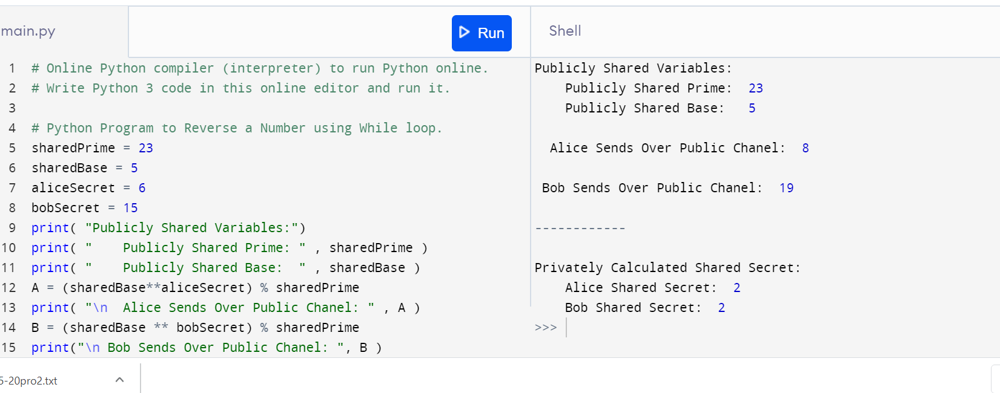 main.py
Run
Shell
1 # Online Python compiler (interpreter) to run Python online.
2 # Write Python 3 code in this online editor and run it.
3
4 # Python Program to Reverse a Number using While loop.
5 sharedPrime = 23
6 sharedBase = 5
7 aliceSecret = 6
8 bobSecret = 15
9 print( "Publicly Shared Variables:")
10 print( "    Publicly Shared Prime: " , sharedPrime )
11 print( "    Publicly Shared Base:  " , sharedBase )
12 A = (sharedBase**aliceSecret) % sharedPrime
13 print( "\n  Alice Sends Over Public Chanel: " , A )
14 B = (sharedBase ** bobSecret) % sharedPrime
15 print("\n Bob Sends Over Public Chanel: ", B )
Publicly Shared Variables:
    Publicly Shared Prime:  23
    Publicly Shared Base:   5
  Alice Sends Over Public Chanel:  8
 Bob Sends Over Public Chanel:  19
------------
Privately Calculated Shared Secret:
    Alice Shared Secret:  2
    Bob Shared Secret:  2
>>>
5-20pro2.txt